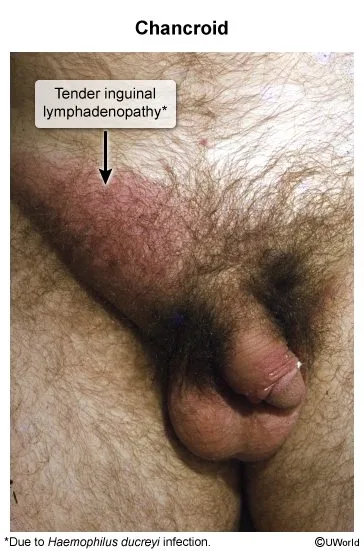 Chancroid
Tender inguinal
lymphadenopathy*
*Due to Haemophilus ducreyi infection.
©UWorld